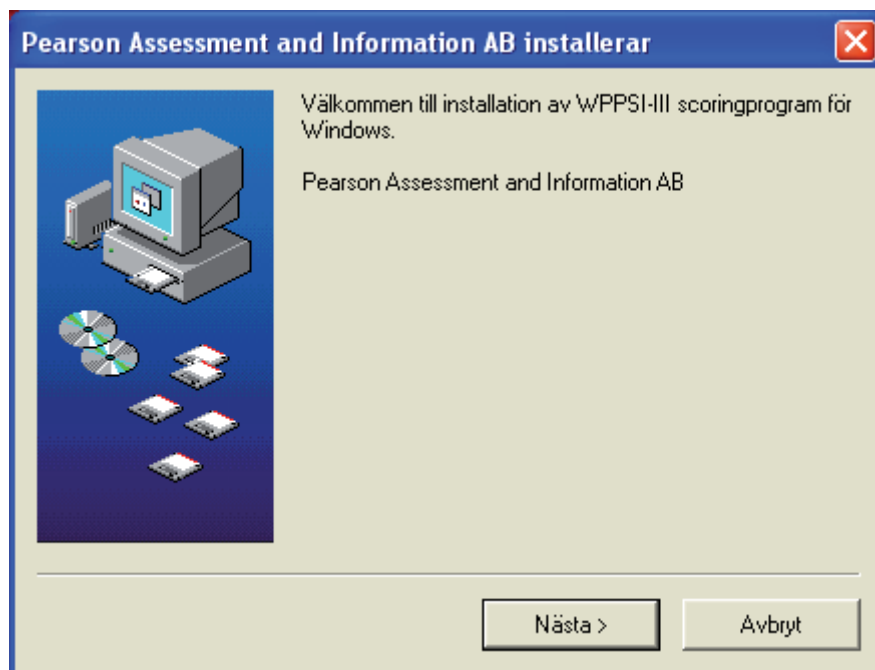 Pearson Assessment and Information AB installerar
Välkommen till installation av WPPSI-III scoringprogram för
Windows.
Pearson Assessment and Information AB
Nästa >
Avbryt